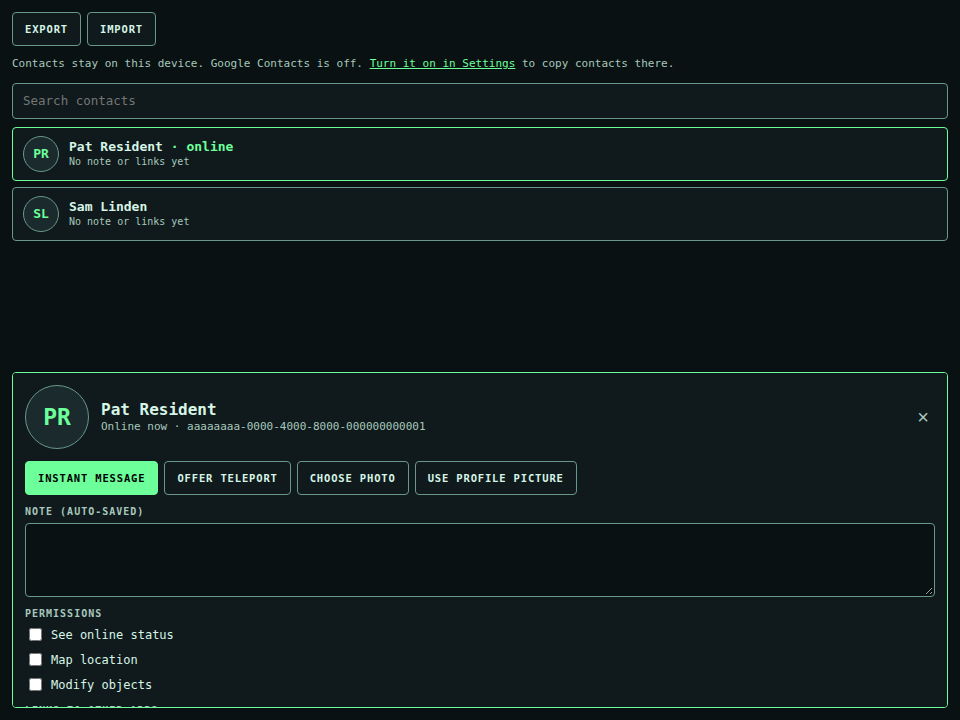 EXPORT IMPORT
Contacts stay on this device. Google Contacts is off. Turn it on in Settings to copy contacts there.
Search contacts
PR Pat Resident · online
No note or links yet
SL Sam Linden
No note or links yet
PR Pat Resident
Online now · aaaaaaaa-0000-4000-8000-000000000001
×
INSTANT MESSAGE OFFER TELEPORT CHOOSE PHOTO USE PROFILE PICTURE
NOTE (AUTO-SAVED)
PERMISSIONS
See online status
Map location
Modify objects